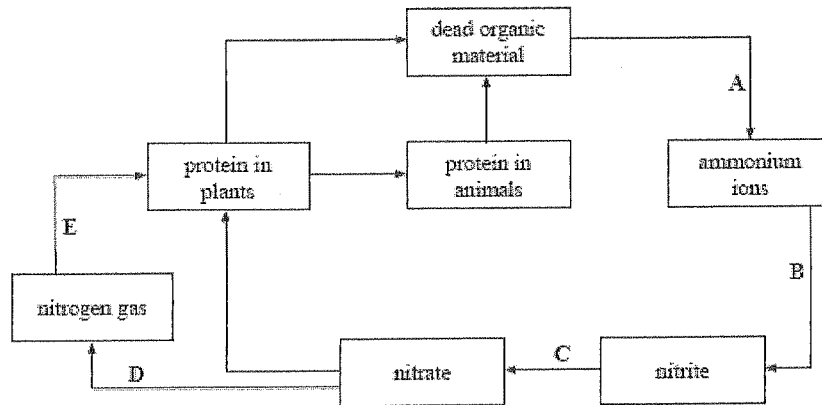 dead organic
material
A
protein in
plants
protein in
animals
ammonium
ions
E
B
nitrogen gas
C
nitrate
nitrite
D